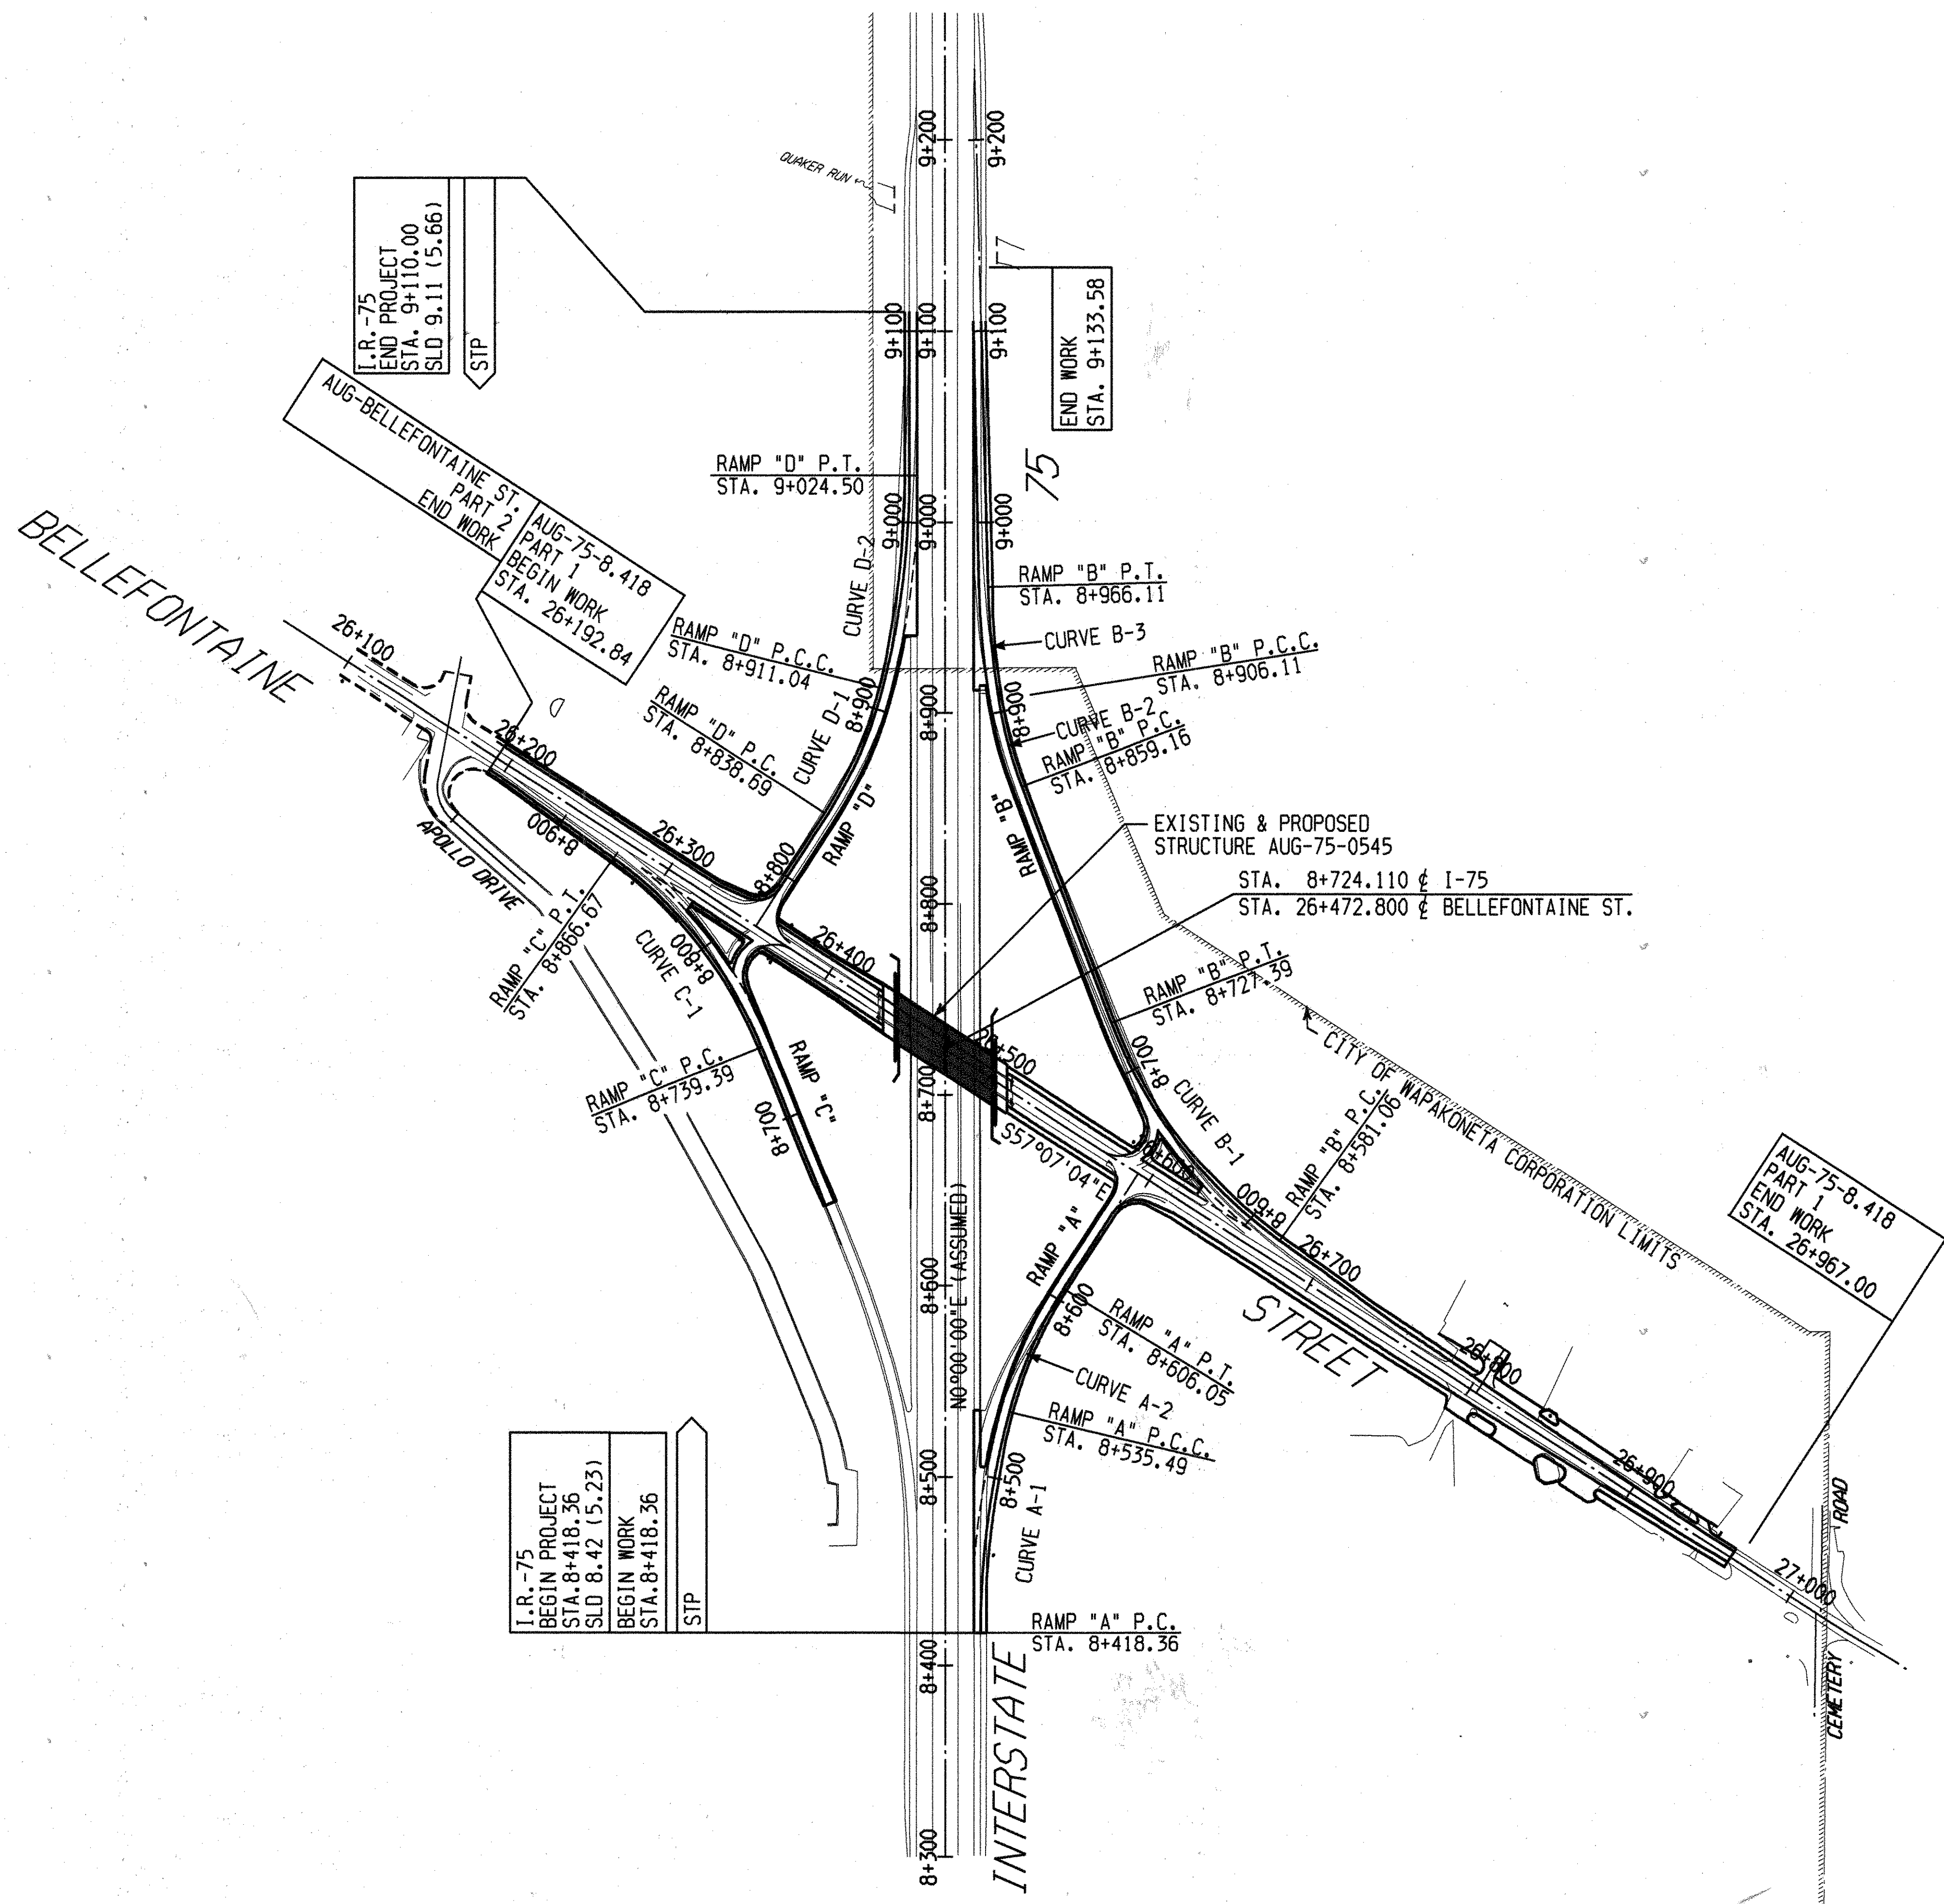 QUAKER RUN
9+200
9+200
I.R.-75
END PROJECT
STA. 9+110.00
SLD 9.11 (5.66)
STP
END WORK
STA. 9+133.58
9+100
9+100
9+100
75
AUG-BELLEFONTAINE ST.
PART 2
END WORK
AUG-75-8.418
PART 1
BEGIN WORK
STA. 26+192.84
RAMP "D" P.T.
STA. 9+024.50
9+000
9+000
9+000
CURVE D-2
RAMP "B" P.T.
STA. 8+966.11
CURVE B-3
BELLEFONTAINE
26+100
RAMP "D" P.C.C.
STA. 8+911.04
RAMP "B" P.C.C.
STA. 8+906.11
8+900
8+900
8+900
CURVE D-1
CURVE B-2
RAMP "D" P.C.
STA. 8+838.69
RAMP "B" P.C.
STA. 8+859.16
26+200
8+900
APOLLO DRIVE
26+300
8+800
RAMP "D"
RAMP "B"
EXISTING & PROPOSED
STRUCTURE AUG-75-0545
STA. 8+724.110 ₵ I-75
STA. 26+472.800 ₵ BELLEFONTAINE ST.
8+800
RAMP "C" P.T.
STA. 8+866.67
8+800
CURVE C-1
26+400
RAMP "B" P.T.
STA. 8+727.39
CITY OF WAPAKONETA CORPORATION LIMITS
26+500
RAMP "C" P.C.
STA. 8+739.39
RAMP "C"
8+700
8+700
8+700
CURVE B-1
S57°07'04"E
26+600
RAMP "B" P.C.
STA. 8+581.06
8+600
N0°00'00"E (ASSUMED)
RAMP "A"
26+700
STREET
8+600
8+600
RAMP "A" P.T.
STA. 8+606.05
CURVE A-2
RAMP "A" P.C.C.
STA. 8+535.49
AUG-75-8.418
PART 1
END WORK
STA. 26+967.00
26+800
26+900
27+000
CEMETERY
ROAD
8+500
8+500
CURVE A-1
I.R.-75
BEGIN PROJECT
STA.8+418.36
SLD 8.42 (5.23)
BEGIN WORK
STA.8+418.36
STP
RAMP "A" P.C.
STA. 8+418.36
8+400
INTERSTATE
8+300